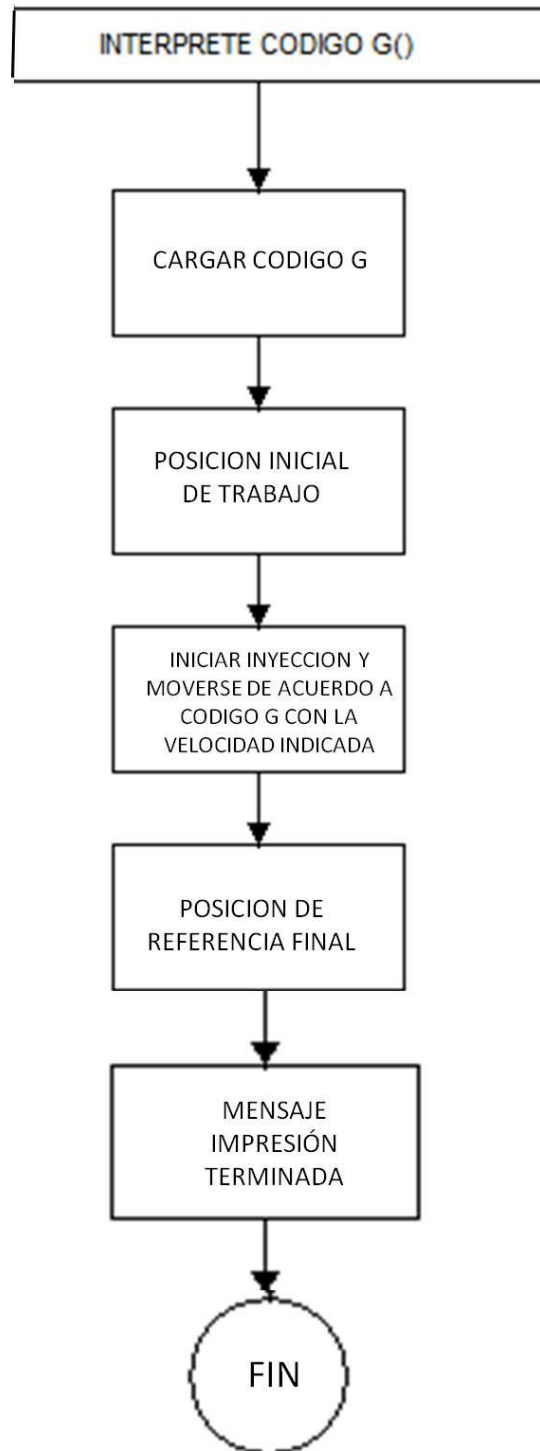 INTERPRETE CODIGO G()
CARGAR CODIGO G
POSICION INICIAL
DE TRABAJO
INICIAR INYECCION Y
MOVERSE DE ACUERDO A
CODIGO G CON LA
VELOCIDAD INDICADA
POSICION DE
REFERENCIA FINAL
MENSAJE
IMPRESIÓN
TERMINADA
FIN